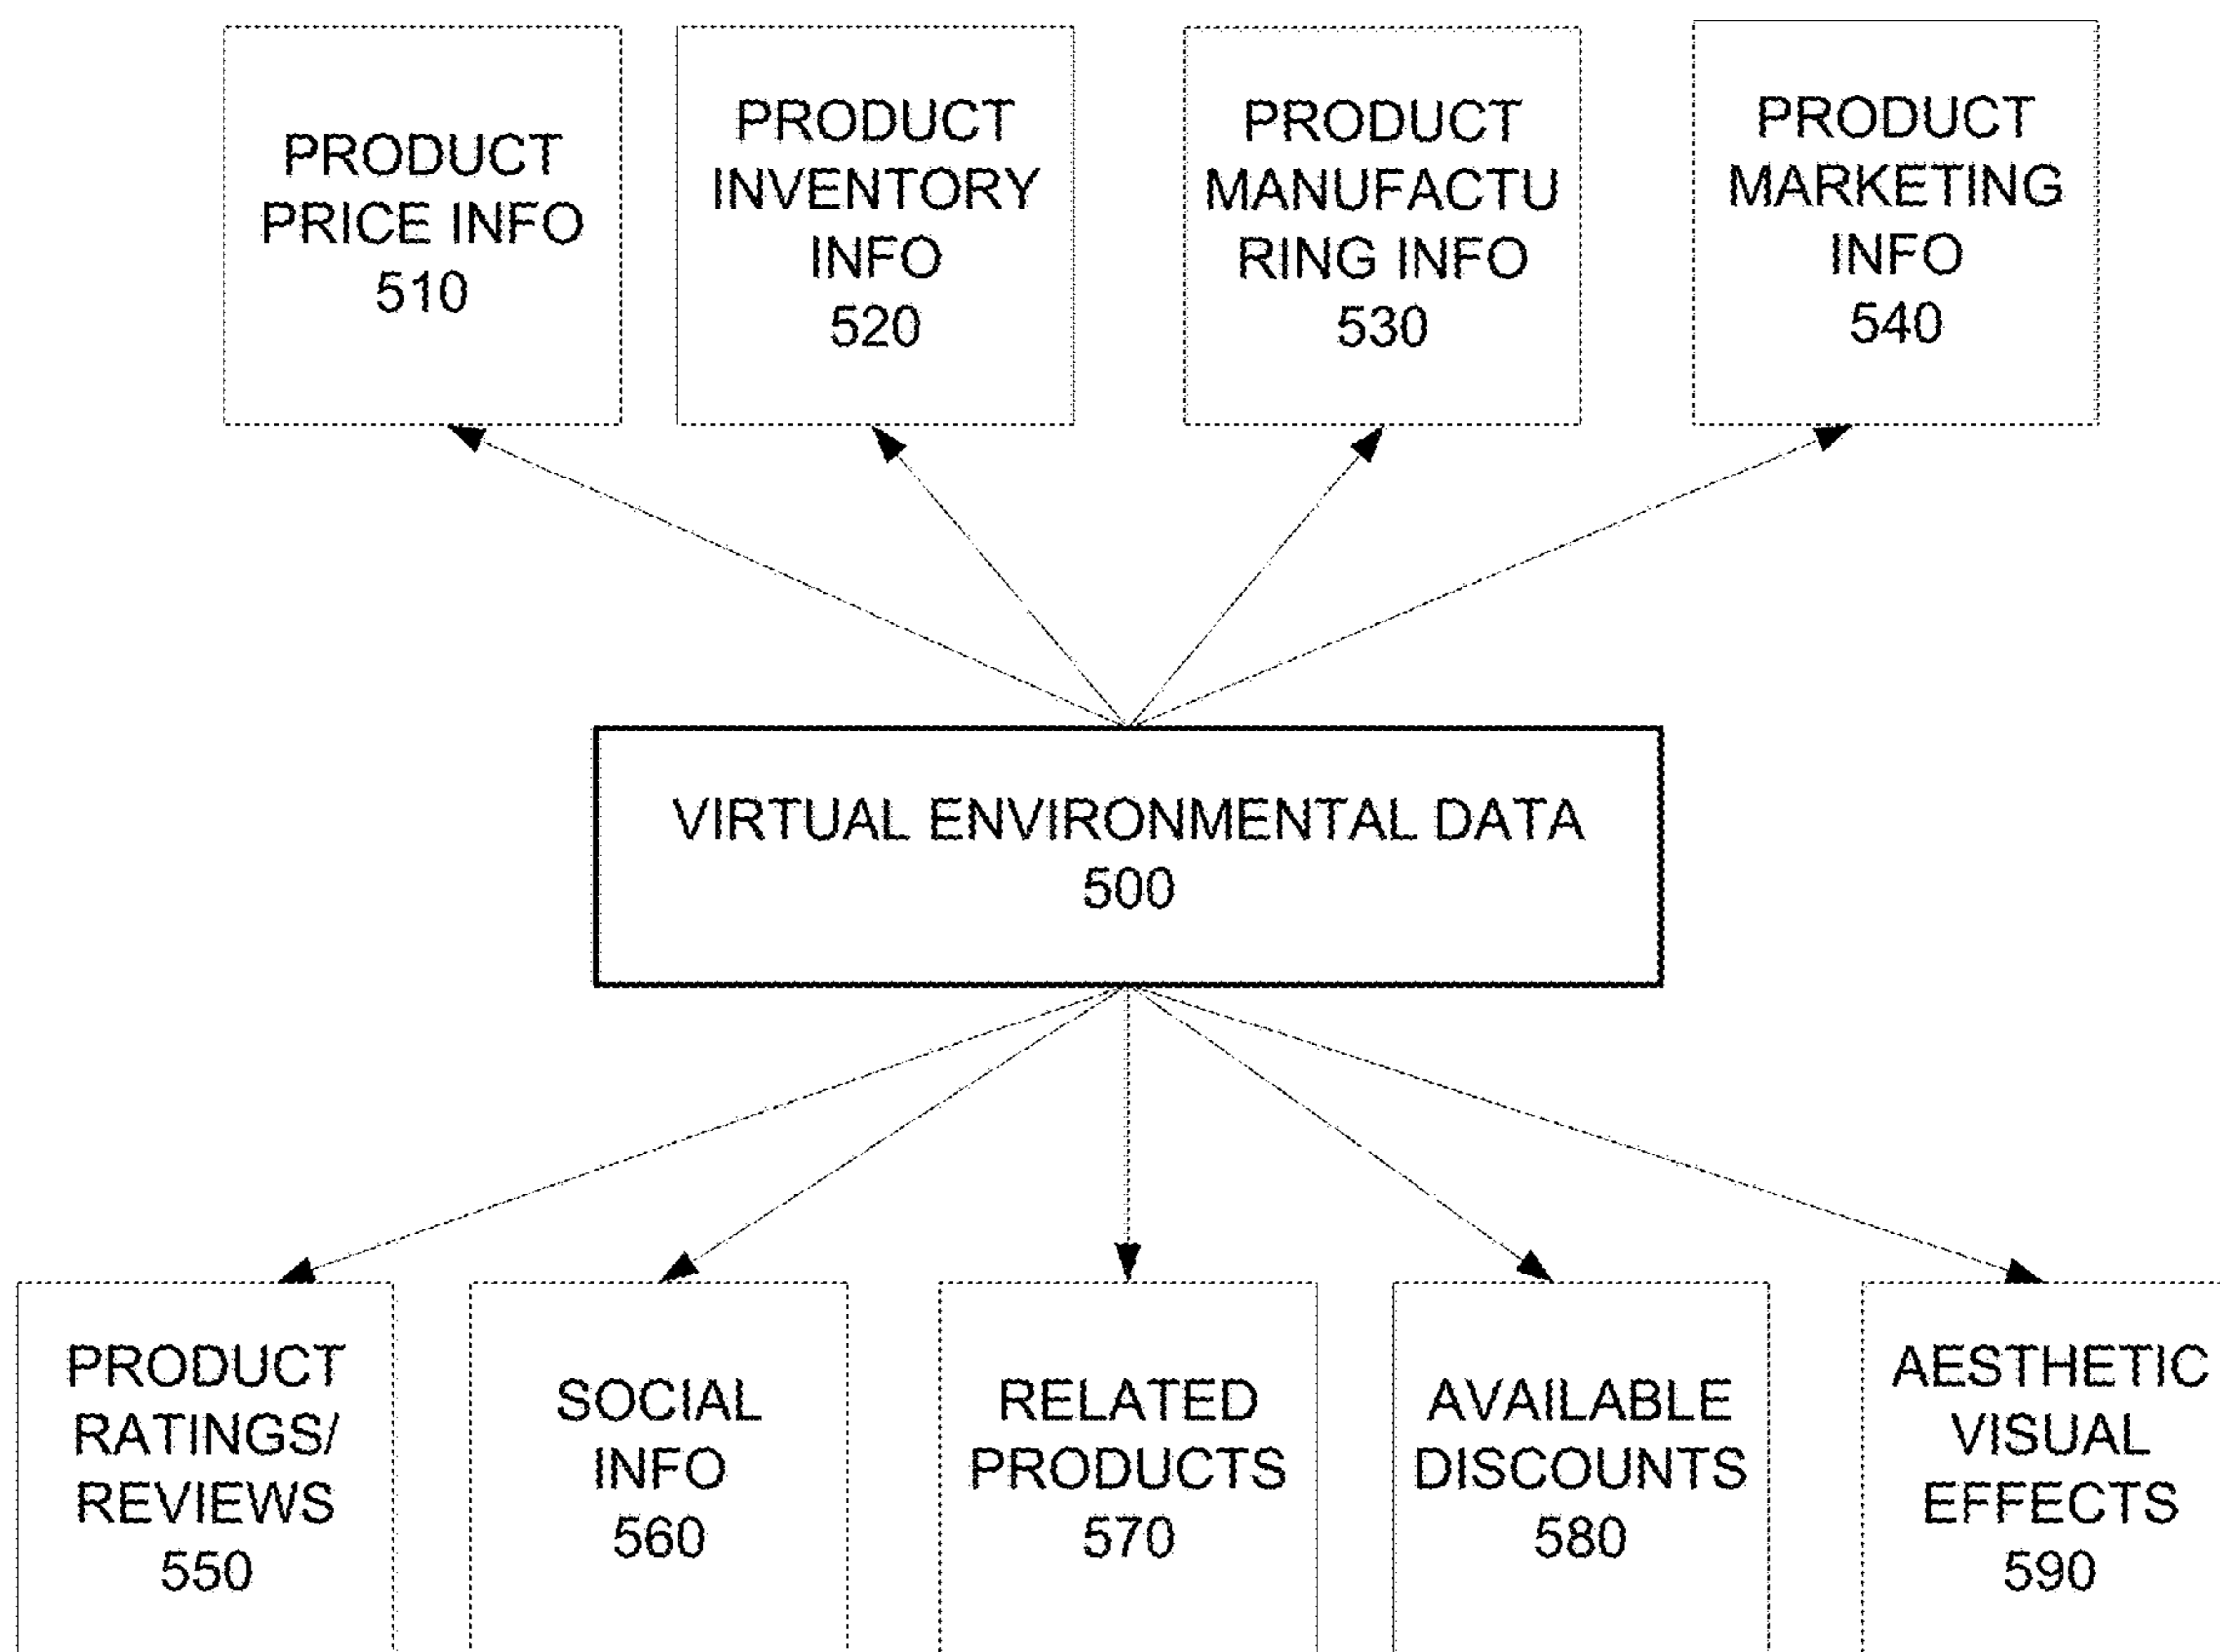 PRODUCT
PRICE INFO
510
PRODUCT
INVENTORY
INFO
520
PRODUCT
MANUFACTU
RING INFO
530
PRODUCT
MARKETING
INFO
540
VIRTUAL ENVIRONMENTAL DATA
500
PRODUCT
RATINGS/
REVIEWS
550
SOCIAL
INFO
560
RELATED
PRODUCTS
570
AVAILABLE
DISCOUNTS
580
AESTHETIC
VISUAL
EFFECTS
590